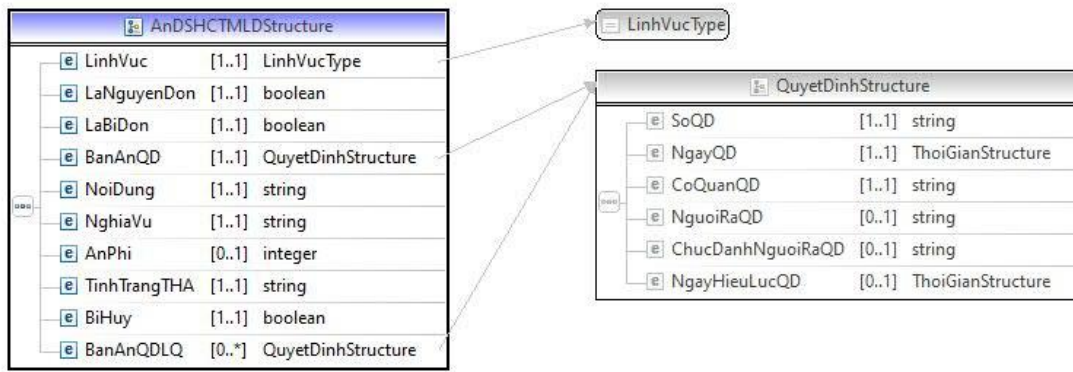 AnDSHCTMLDStructure
e LinhVuc [1..1] LinhVucType
e LaNguyenDon [1..1] boolean
e LaBiDon [1..1] boolean
e BanAnQD [1..1] QuyetDinhStructure
e NoiDung [1..1] string
e NghiaVu [1..1] string
e AnPhi [0..1] integer
e TinhTrangTHA [1..1] string
e BiHuy [1..1] boolean
e BanAnQDLQ [0..*] QuyetDinhStructure
LinhVucType
QuyetDinhStructure
e SoQD [1..1] string
e NgayQD [1..1] ThoiGianStructure
e CoQuanQD [1..1] string
e NguoiRaQD [0..1] string
e ChucDanhNguoiRaQD [0..1] string
e NgayHieuLucQD [0..1] ThoiGianStructure